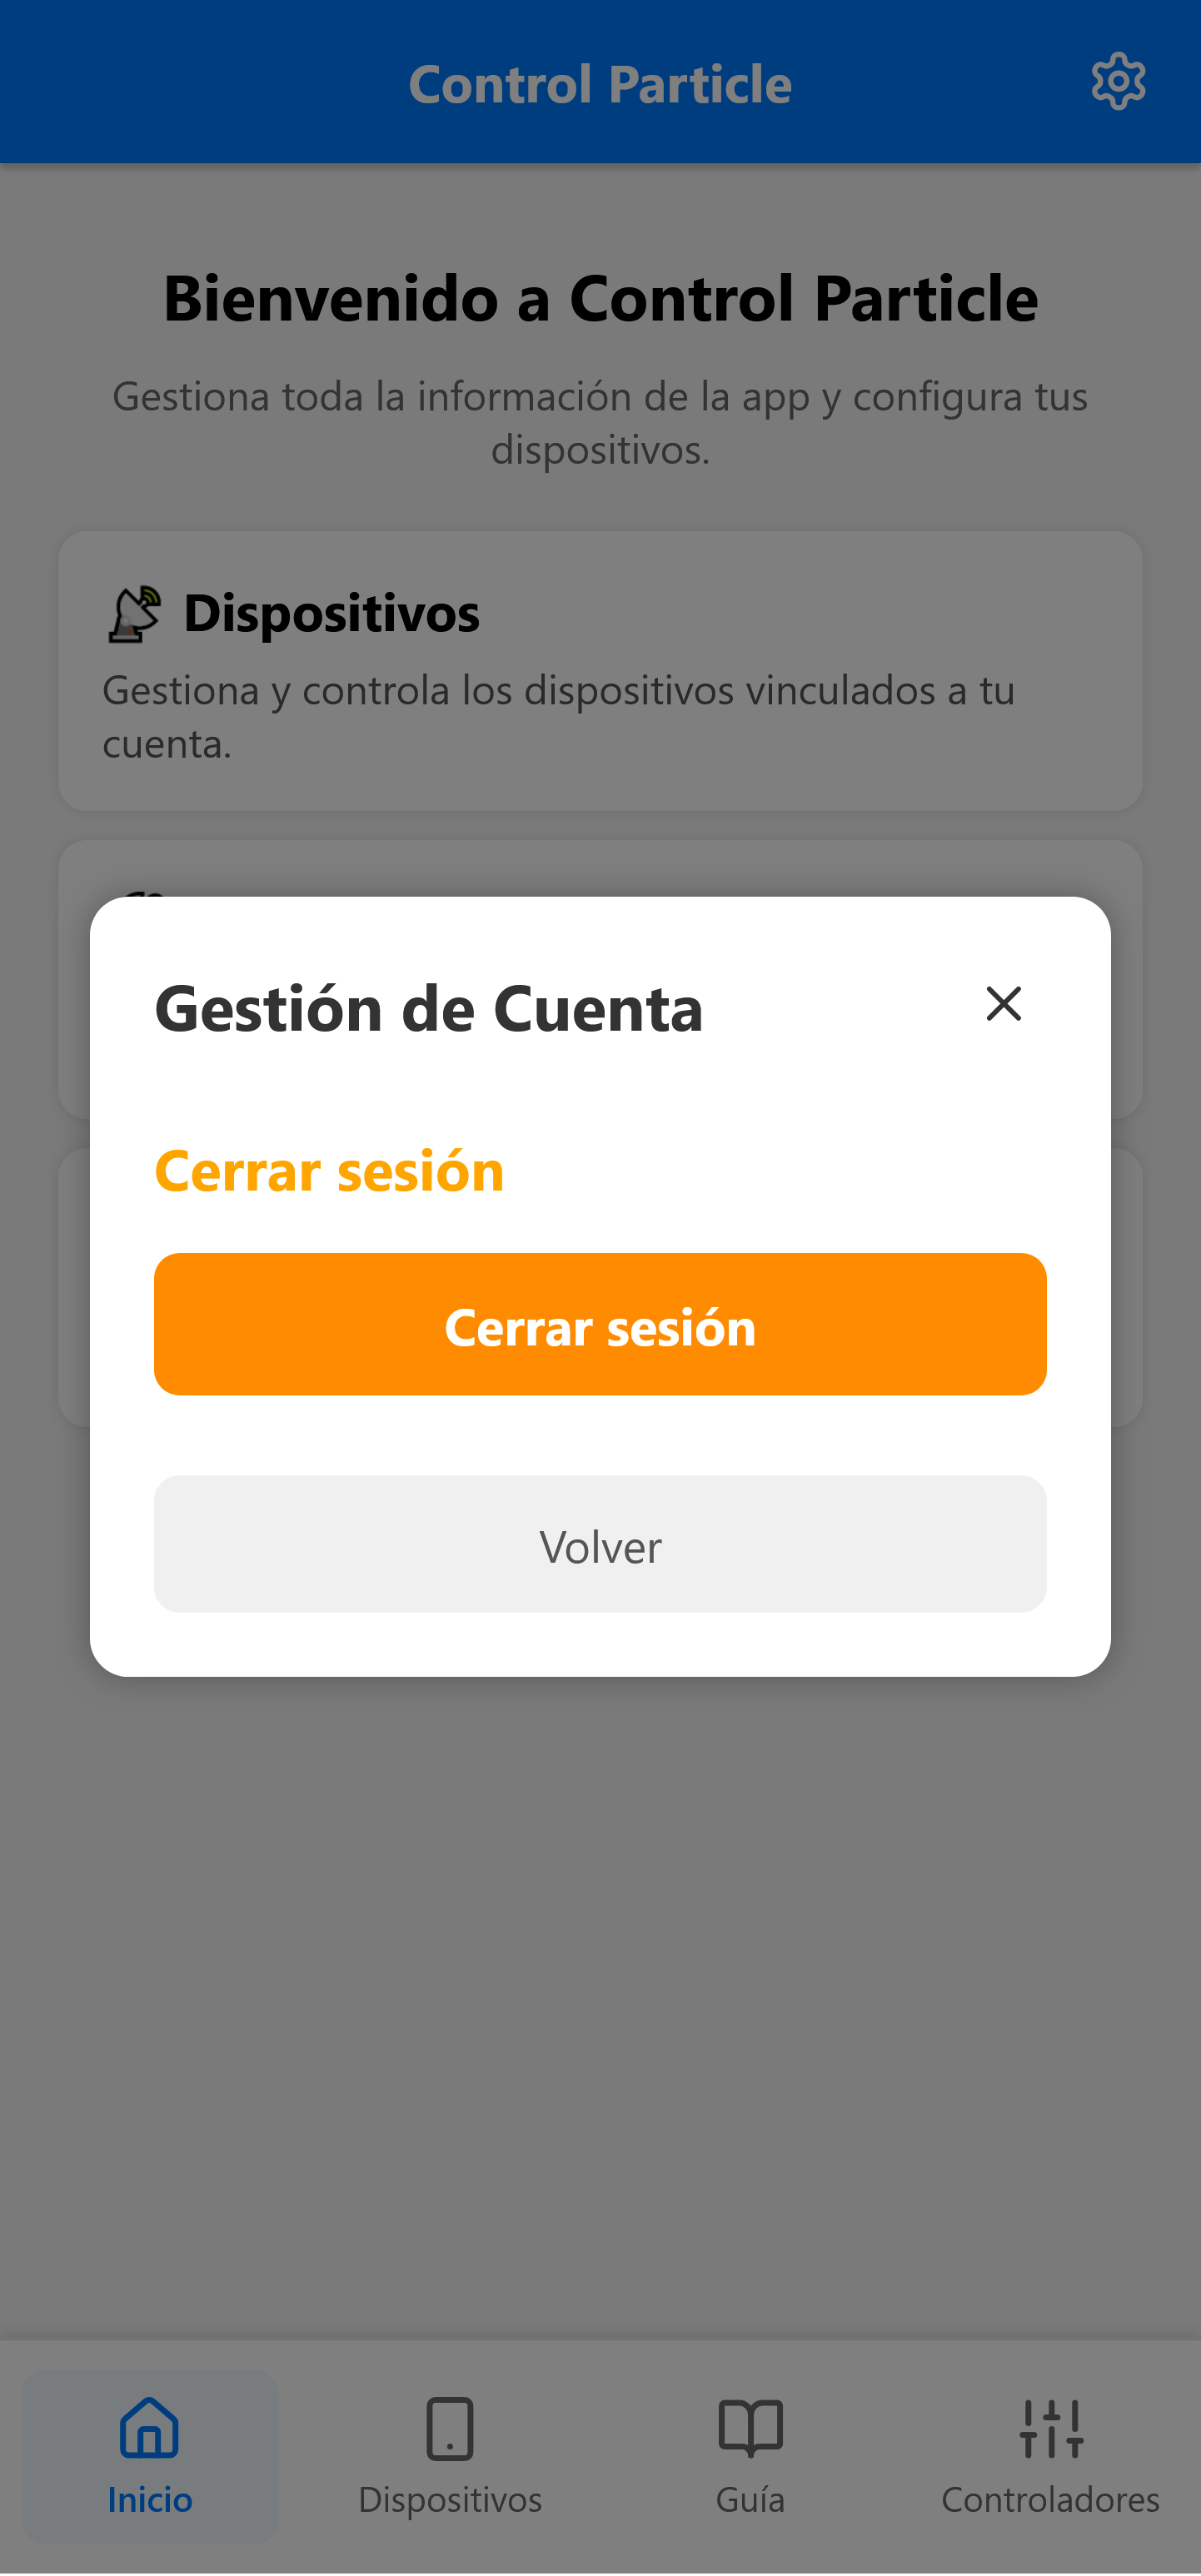 Control Particle
Bienvenido a Control Particle
Gestiona toda la información de la app y configura tus
dispositivos.
Dispositivos
Gestiona y controla los dispositivos vinculados a tu
cuenta.
Gestión de Cuenta
Cerrar sesión
Cerrar sesión
Volver
Inicio
Dispositivos
Guía
Controladores